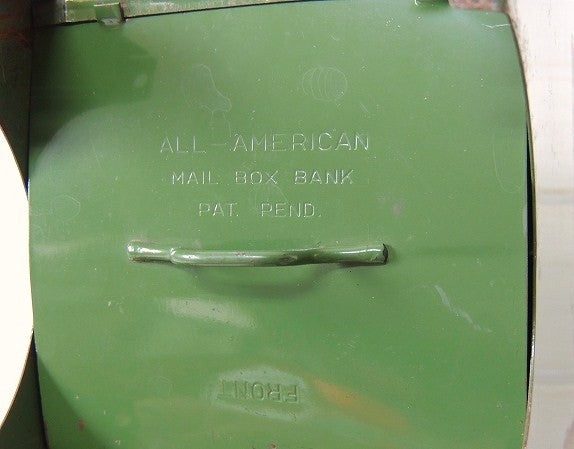 ALL-AMERICAN
MAIL BOX BANK
PAT. PEND.
FRONT